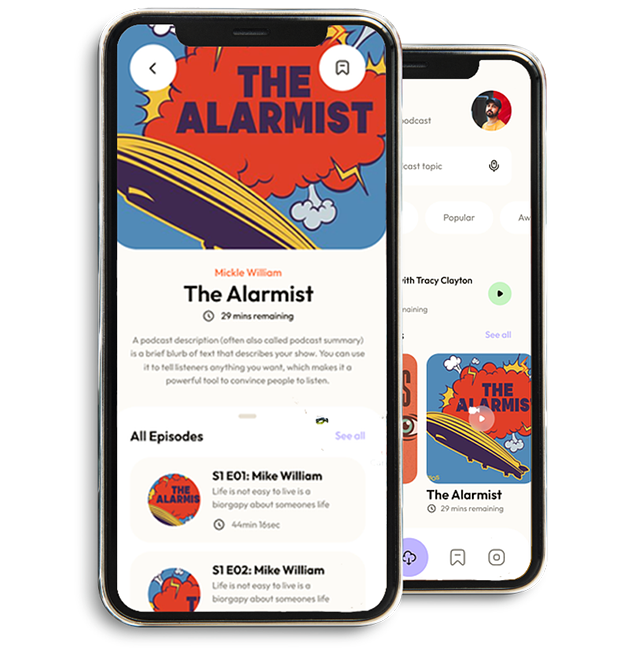 THE
ALARMIST
Mickle William
The Alarmist
29 mins remaining
A podcast description (often also called podcast summary)
is a brief blurb of text that describes your show. You can use
it to tell listeners anything you want, which makes it a
powerful tool to convince people to listen.
All Episodes
See all
THE
ALARMIS
S1 E01: Mike William
Life is not easy to live is a
biorgapy about someones life
44min 16sec
S1 E02: Mike William
Life is not easy to live is a
biorgapy about someones life
podcast
cast topic
Popular
Aw
with Tracy Clayton
aining
s
See all
S
THE
ALARMIS
The Alarmist
29 mins remaining